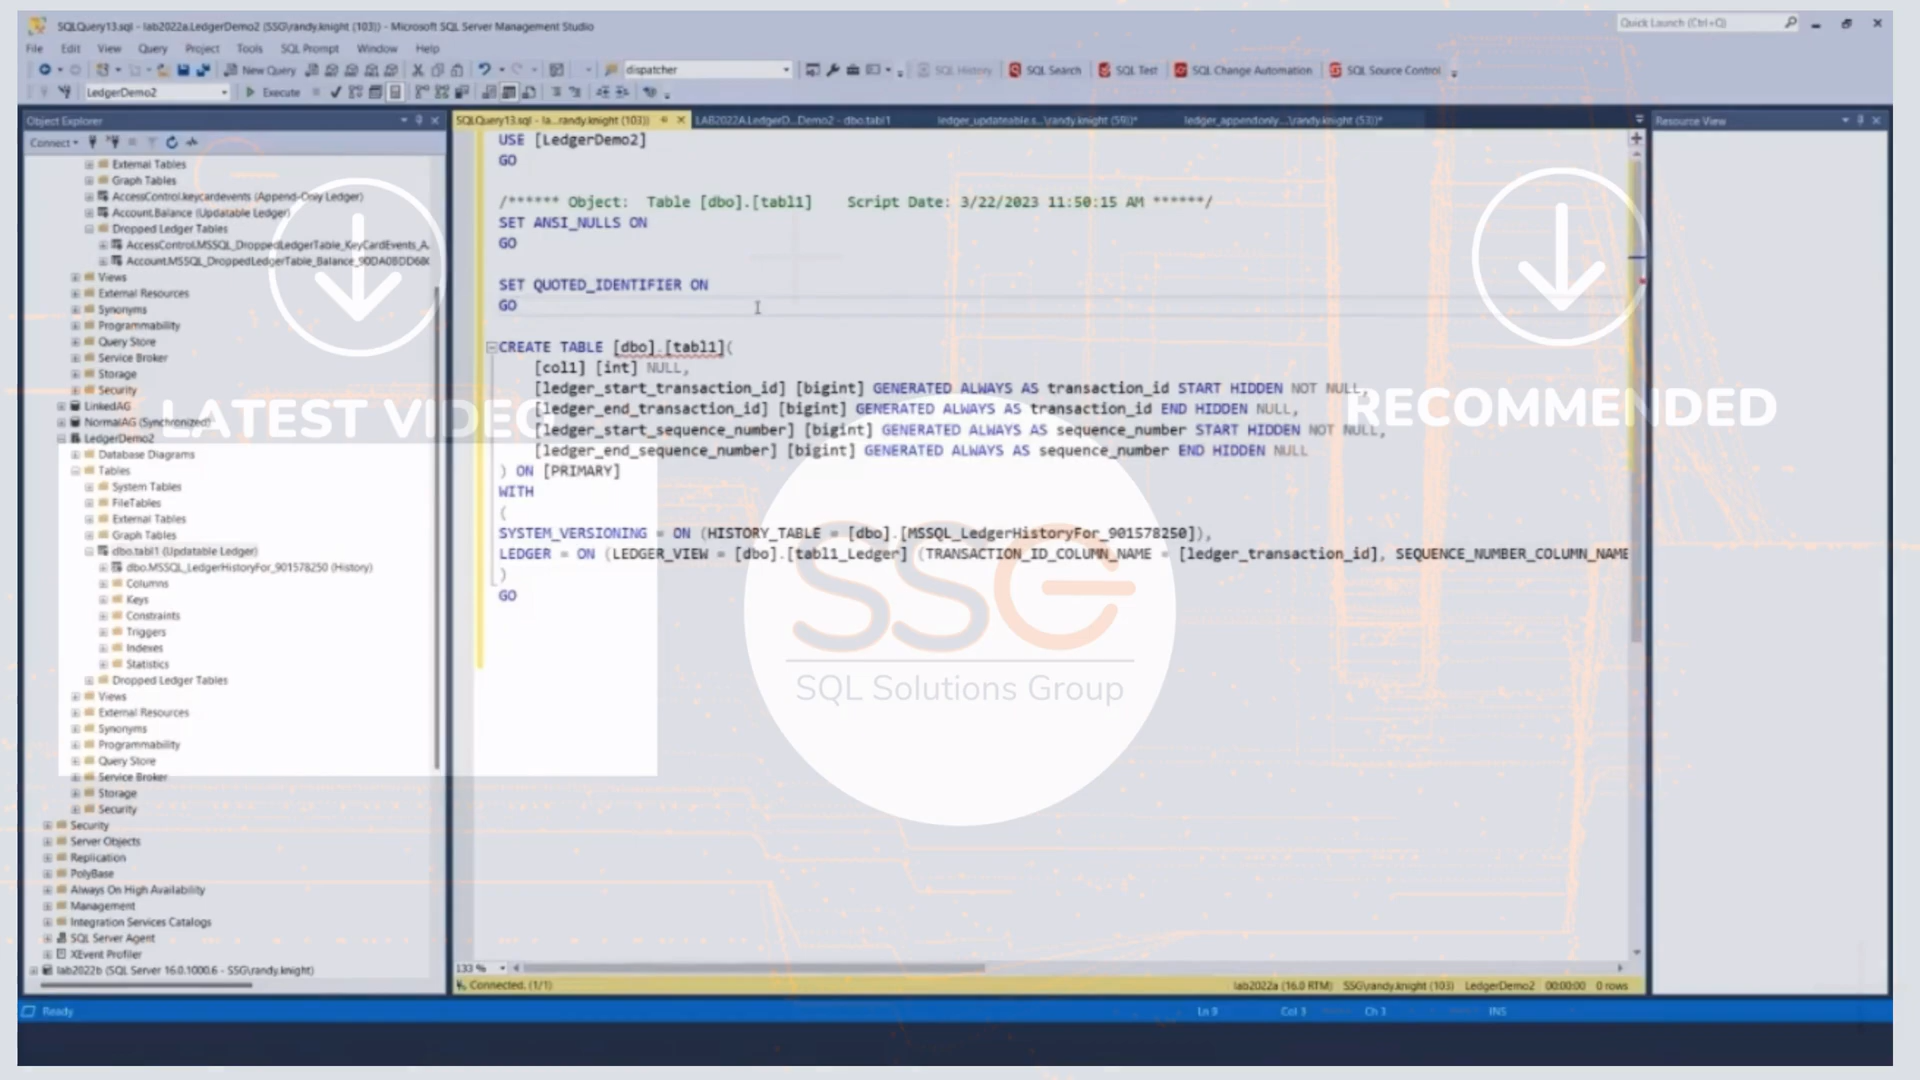 SQLQuery13.sql - lab2022a.LedgerDemo2 (SSG\randy.knight (103)) - Microsoft SQL Server Management Studio
Quick Launch (Ctrl+Q)
File Edit View Query Project Tools SQL Prompt Window Help
New Query
dispatcher
SQL History SQL Search SQL Test SQL Change Automation SQL Source Control
LedgerDemo2
Execute
Object Explorer
Connect
External Tables
Graph Tables
AccessControl.keycardevents (Append-Only Ledger)
Account.Balance (Updatable Ledger)
Dropped Ledger Tables
AccessControl.MSSQL_DroppedLedgerTable_KeyCardEvents_A
Account.MSSQL_DroppedLedgerTable_Balance_
Views
External Resources
Synonyms
Programmability
Query Store
Service Broker
Storage
Security
LinkedAG
NormalAG (Synchronized)
LedgerDemo2
Database Diagrams
Tables
System Tables
FileTables
External Tables
Graph Tables
dbo.tabl1 (Updatable Ledger)
dbo.MSSQL_LedgerHistoryFor_901578250 (History)
Columns
Keys
Constraints
Triggers
Indexes
Statistics
Dropped Ledger Tables
Views
External Resources
Synonyms
Programmability
Query Store
Service Broker
Storage
Security
Security
Server Objects
Replication
PolyBase
Always On High Availability
Management
Integration Services Catalogs
SQL Server Agent
XEvent Profiler
lab2022b (SQL Server 16.0.1000.6 - SSG\randy.knight)
SQLQuery13.sql - la...randy.knight (103))
LAB2022A.LedgerD...Demo2 - dbo.tabl1
ledger_updateable.s...\randy.knight (59))*
ledger_appendonly...\randy.knight (53))*
USE [LedgerDemo2]
GO
/****** Object:  Table [dbo].[tabl1]    Script Date: 3/22/2023 11:50:15 AM ******/
SET ANSI_NULLS ON
GO
SET QUOTED_IDENTIFIER ON
GO
CREATE TABLE [dbo].[tabl1](
[col1] [int] NULL,
[ledger_start_transaction_id] [bigint] GENERATED ALWAYS AS transaction_id START HIDDEN NOT NULL,
[ledger_end_transaction_id] [bigint] GENERATED ALWAYS AS transaction_id END HIDDEN NULL,
[ledger_start_sequence_number] [bigint] GENERATED ALWAYS AS sequence_number START HIDDEN NOT NULL,
[ledger_end_sequence_number] [bigint] GENERATED ALWAYS AS sequence_number END HIDDEN NULL
) ON [PRIMARY]
WITH
(
SYSTEM_VERSIONING = ON (HISTORY_TABLE = [dbo].[MSSQL_LedgerHistoryFor_901578250]),
LEDGER = ON (LEDGER_VIEW = [dbo].[tabl1_Ledger] (TRANSACTION_ID_COLUMN_NAME = [ledger_transaction_id], SEQUENCE_NUMBER_COLUMN_NAME
)
GO
LATEST VIDEO
RECOMMENDED
SSG
SQL Solutions Group
Resource View
133 %
Connected. (1/1)
lab2022a (16.0 RTM) SSG\randy.knight (103) LedgerDemo2 00:00:00 0 rows
Ready
Ln 9 Col 3 Ch 3 INS